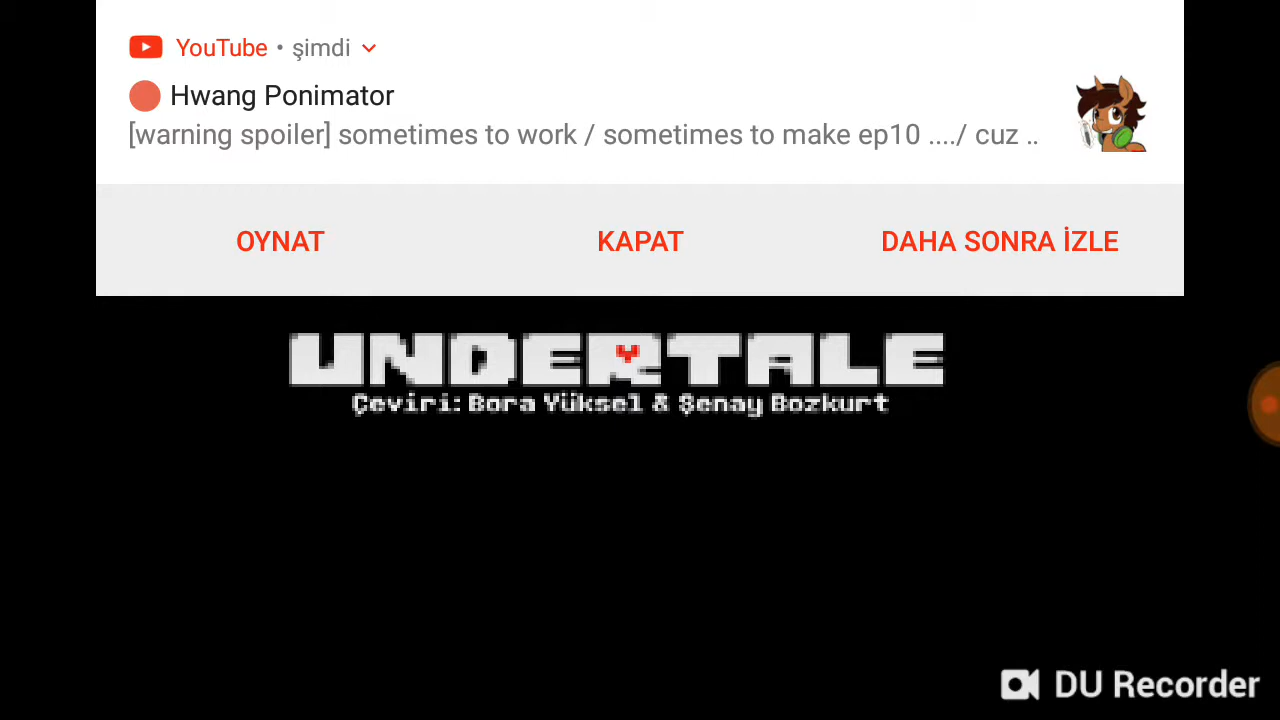 YouTube • şimdi
Hwang Ponimator
[warning spoiler] sometimes to work / sometimes to make ep10 ..../ cuz ..
OYNAT KAPAT DAHA SONRA İZLE
UNDERTALE
Çeviri: Bora Yüksel & Şenay Bozkurt
DU Recorder